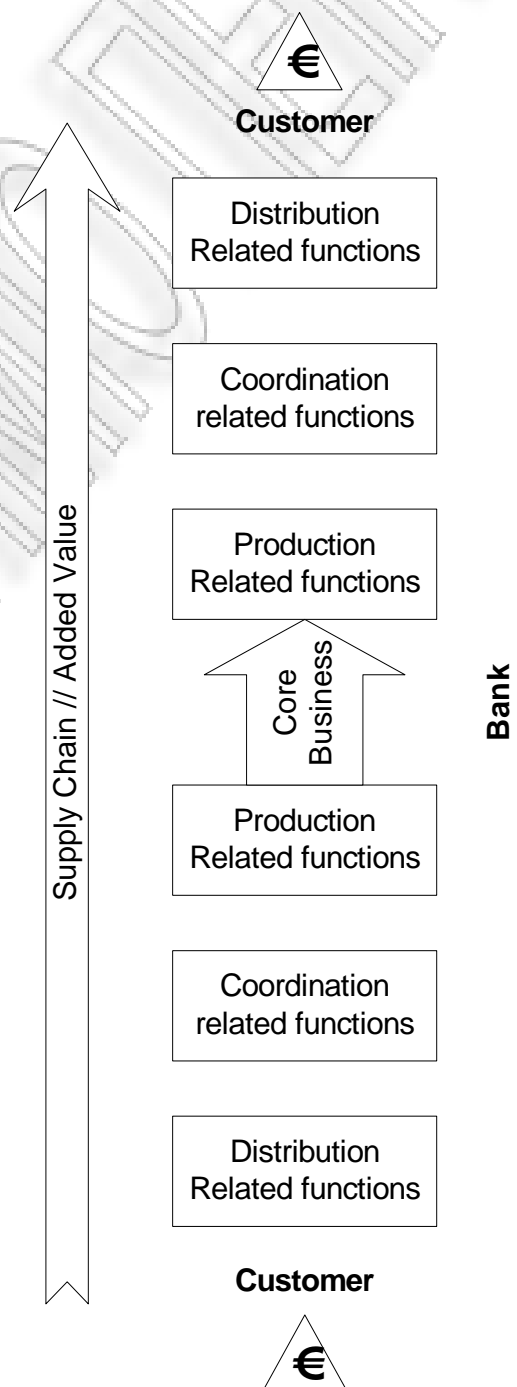 €
Customer
Distribution
Related functions
Coordination
related functions
Production
Related functions
Core
Business
Supply Chain // Added Value
Bank
Production
Related functions
Coordination
related functions
Distribution
Related functions
Customer
€